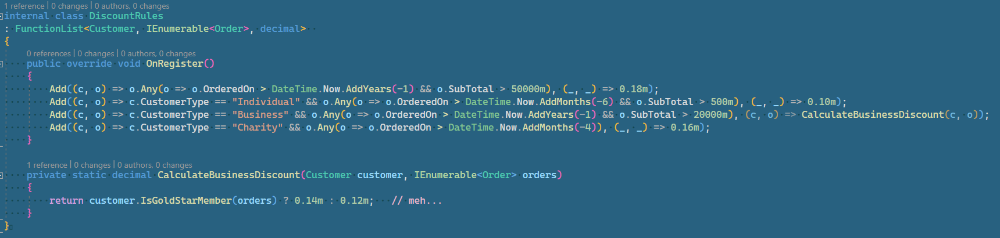 1 reference | 0 changes | 0 authors, 0 changes
internal class DiscountRules
: FunctionList<Customer, IEnumerable<Order>, decimal>
{
0 references | 0 changes | 0 authors, 0 changes
public override void OnRegister()
{
Add((c, o) => o.Any(o => o.OrderedOn > DateTime.Now.AddYears(-1) && o.SubTotal > 50000m), (_, _) => 0.18m);
Add((c, o) => c.CustomerType == "Individual" && o.Any(o => o.OrderedOn > DateTime.Now.AddMonths(-6) && o.SubTotal > 500m), (_, _) => 0.10m);
Add((c, o) => c.CustomerType == "Business" && o.Any(o => o.OrderedOn > DateTime.Now.AddYears(-1) && o.SubTotal > 20000m), (c, o) => CalculateBusinessDiscount(c, o));
Add((c, o) => c.CustomerType == "Charity" && o.Any(o => o.OrderedOn > DateTime.Now.AddMonths(-4)), (_, _) => 0.16m);
}
1 reference | 0 changes | 0 authors, 0 changes
private static decimal CalculateBusinessDiscount(Customer customer, IEnumerable<Order> orders)
{
return customer.IsGoldStarMember(orders) ? 0.14m : 0.12m; // meh...
}
}